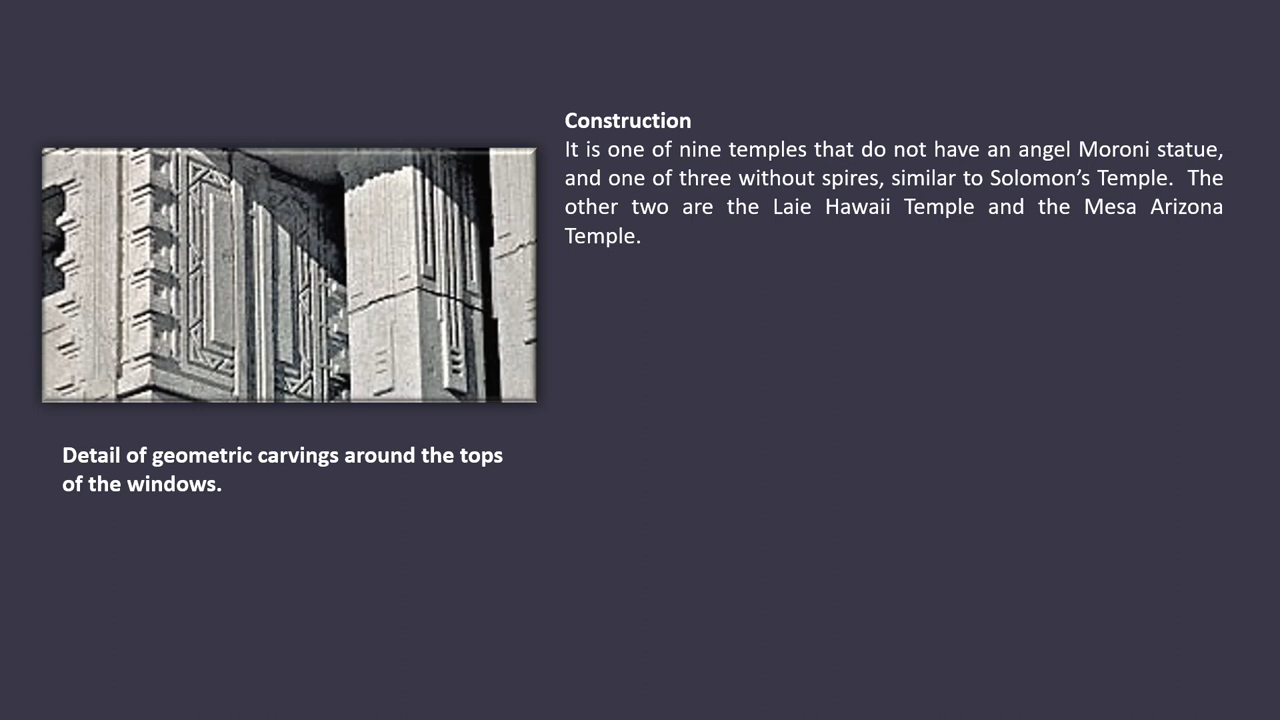 Construction
It is one of nine temples that do not have an angel Moroni statue,
and one of three without spires, similar to Solomon’s Temple.  The
other two are the Laie Hawaii Temple and the Mesa Arizona
Temple.
Detail of geometric carvings around the tops
of the windows.